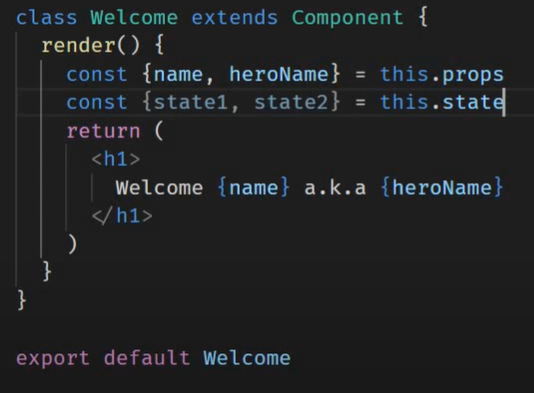 class Welcome extends Component {
render() {
const {name, heroName} = this.props
const {state1, state2} = this.state
return (
<h1>
Welcome {name} a.k.a {heroName}
</h1>
)
}
}
export default Welcome